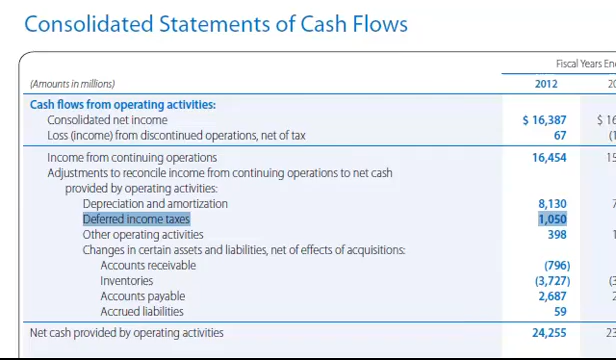 Consolidated Statements of Cash Flows
Fiscal Years
(Amounts in millions) 2012
Cash flows from operating activities:
Consolidated net income $ 16,387 $
Loss (income) from discontinued operations, net of tax 67
Income from continuing operations 16,454
Adjustments to reconcile income from continuing operations to net cash
provided by operating activities:
Depreciation and amortization 8,130
Deferred income taxes 1,050
Other operating activities 398
Changes in certain assets and liabilities, net of effects of acquisitions:
Accounts receivable (796)
Inventories (3,727)
Accounts payable 2,687
Accrued liabilities 59
Net cash provided by operating activities 24,255